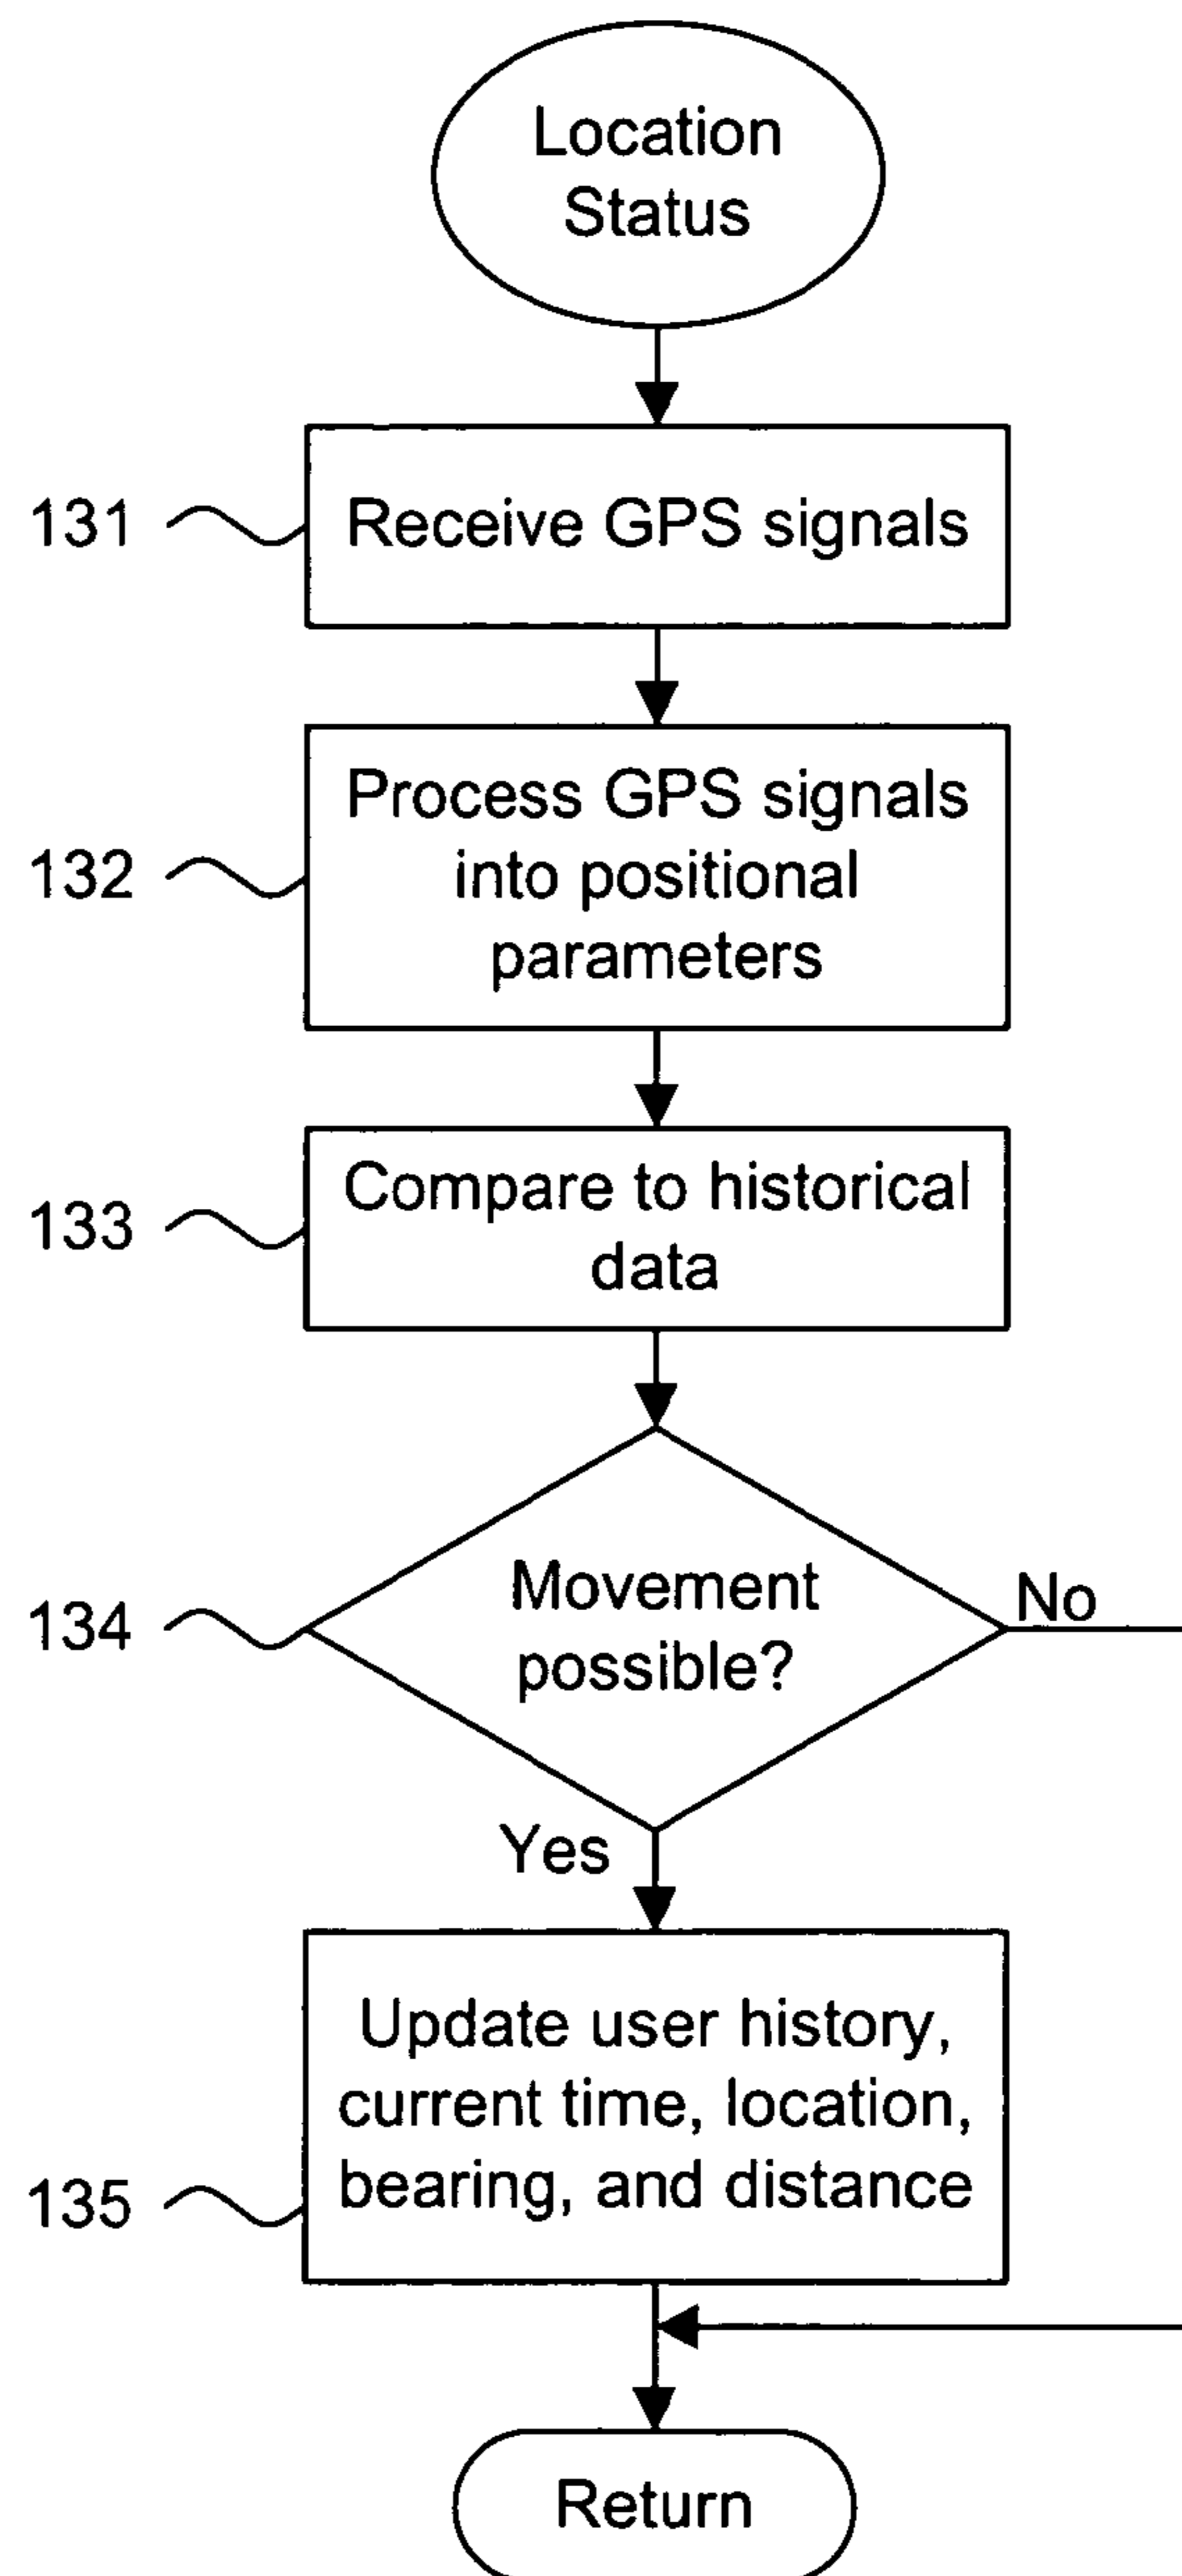 Location
Status
131
Receive GPS signals
132
Process GPS signals
into positional
parameters
133
Compare to historical
data
134
Movement
possible?
No
Yes
135
Update user history,
current time, location,
bearing, and distance
Return